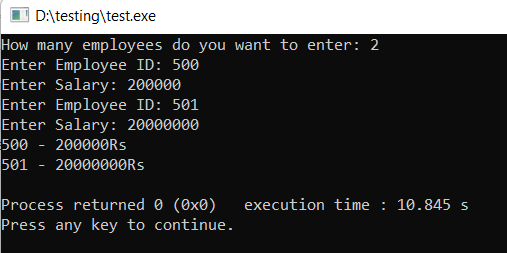 D:\testing\test.exe
How many employees do you want to enter: 2
Enter Employee ID: 500
Enter Salary: 200000
Enter Employee ID: 501
Enter Salary: 20000000
500 - 200000Rs
501 - 20000000Rs
Process returned 0 (0x0)   execution time : 10.845 s
Press any key to continue.